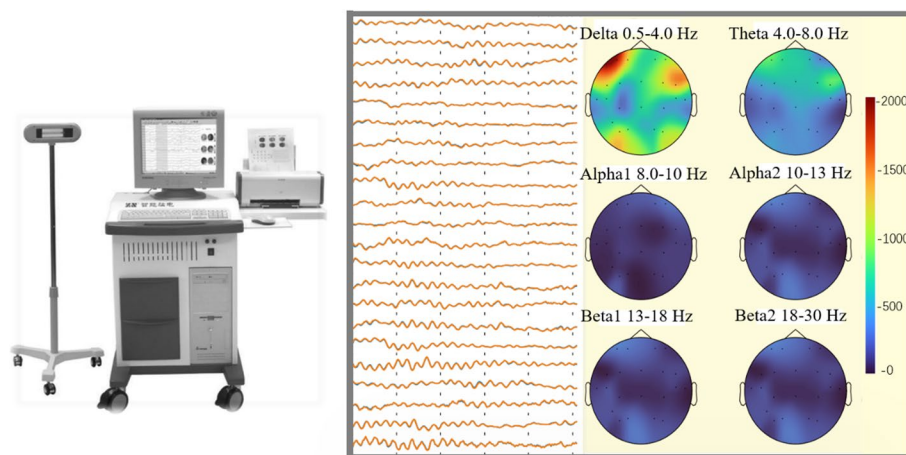 Delta 0.5-4.0 Hz
Theta 4.0-8.0 Hz
Alpha1 8.0-10 Hz
Alpha2 10-13 Hz
Beta1 13-18 Hz
Beta2 18-30 Hz
2000
-1500
-1000
-500
-0